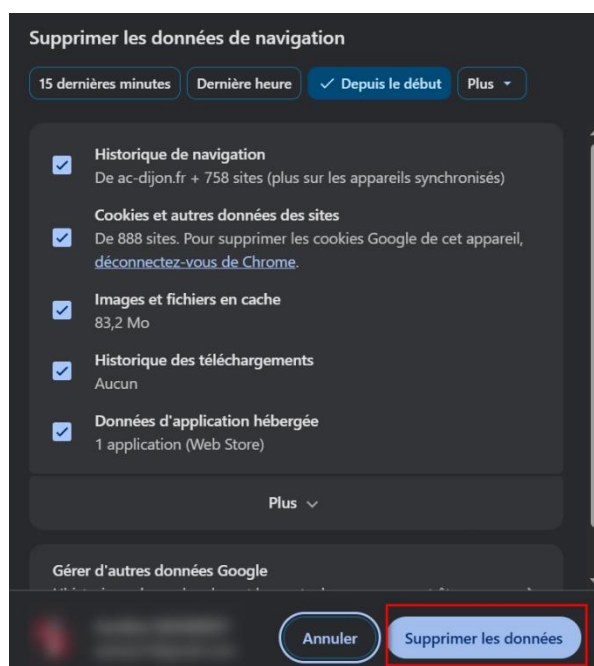 Supprimer les données de navigation
15 dernières minutes
Dernière heure
Depuis le début
Plus
Historique de navigation
De ac-dijon.fr + 758 sites (plus sur les appareils synchronisés)
Cookies et autres données des sites
De 888 sites. Pour supprimer les cookies Google de cet appareil,
déconnectez-vous de Chrome.
Images et fichiers en cache
83,2 Mo
Historique des téléchargements
Aucun
Données d'application hébergée
1 application (Web Store)
Plus
Gérer d'autres données Google
Annuler
Supprimer les données